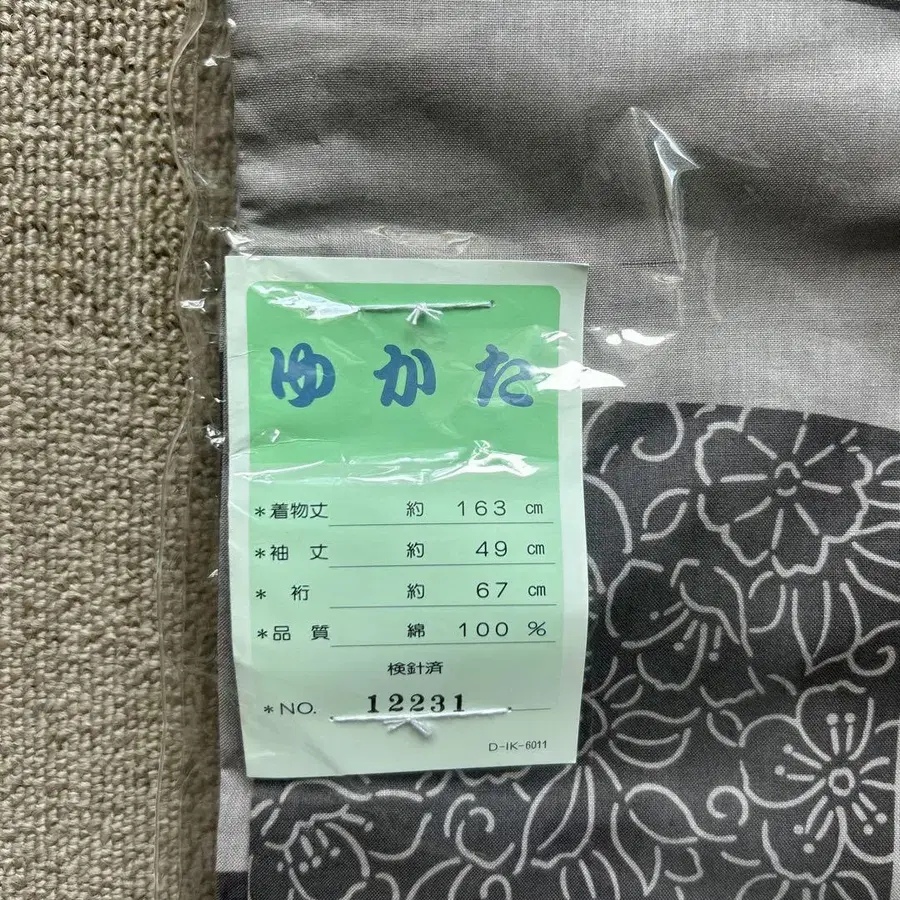 ゆかた
*着物丈 約 163 cm
*袖丈 約 49 cm
*裄 約 67 cm
*品質 綿 100 %
検針済
*NO. 12231
D-IK-6011